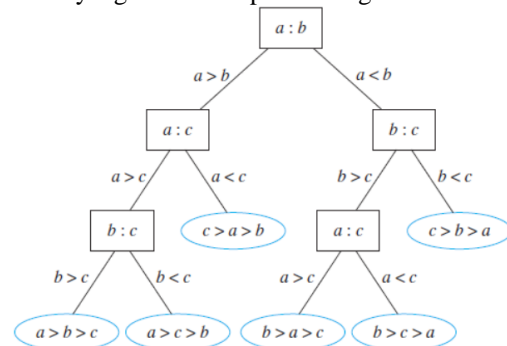 a : b
a > b a < b
a : c b : c
a > c a < c b > c b < c
b : c c > a > b a : c c > b > a
b > c b < c a > c a < c
a > b > c a > c > b b > a > c b > c > a